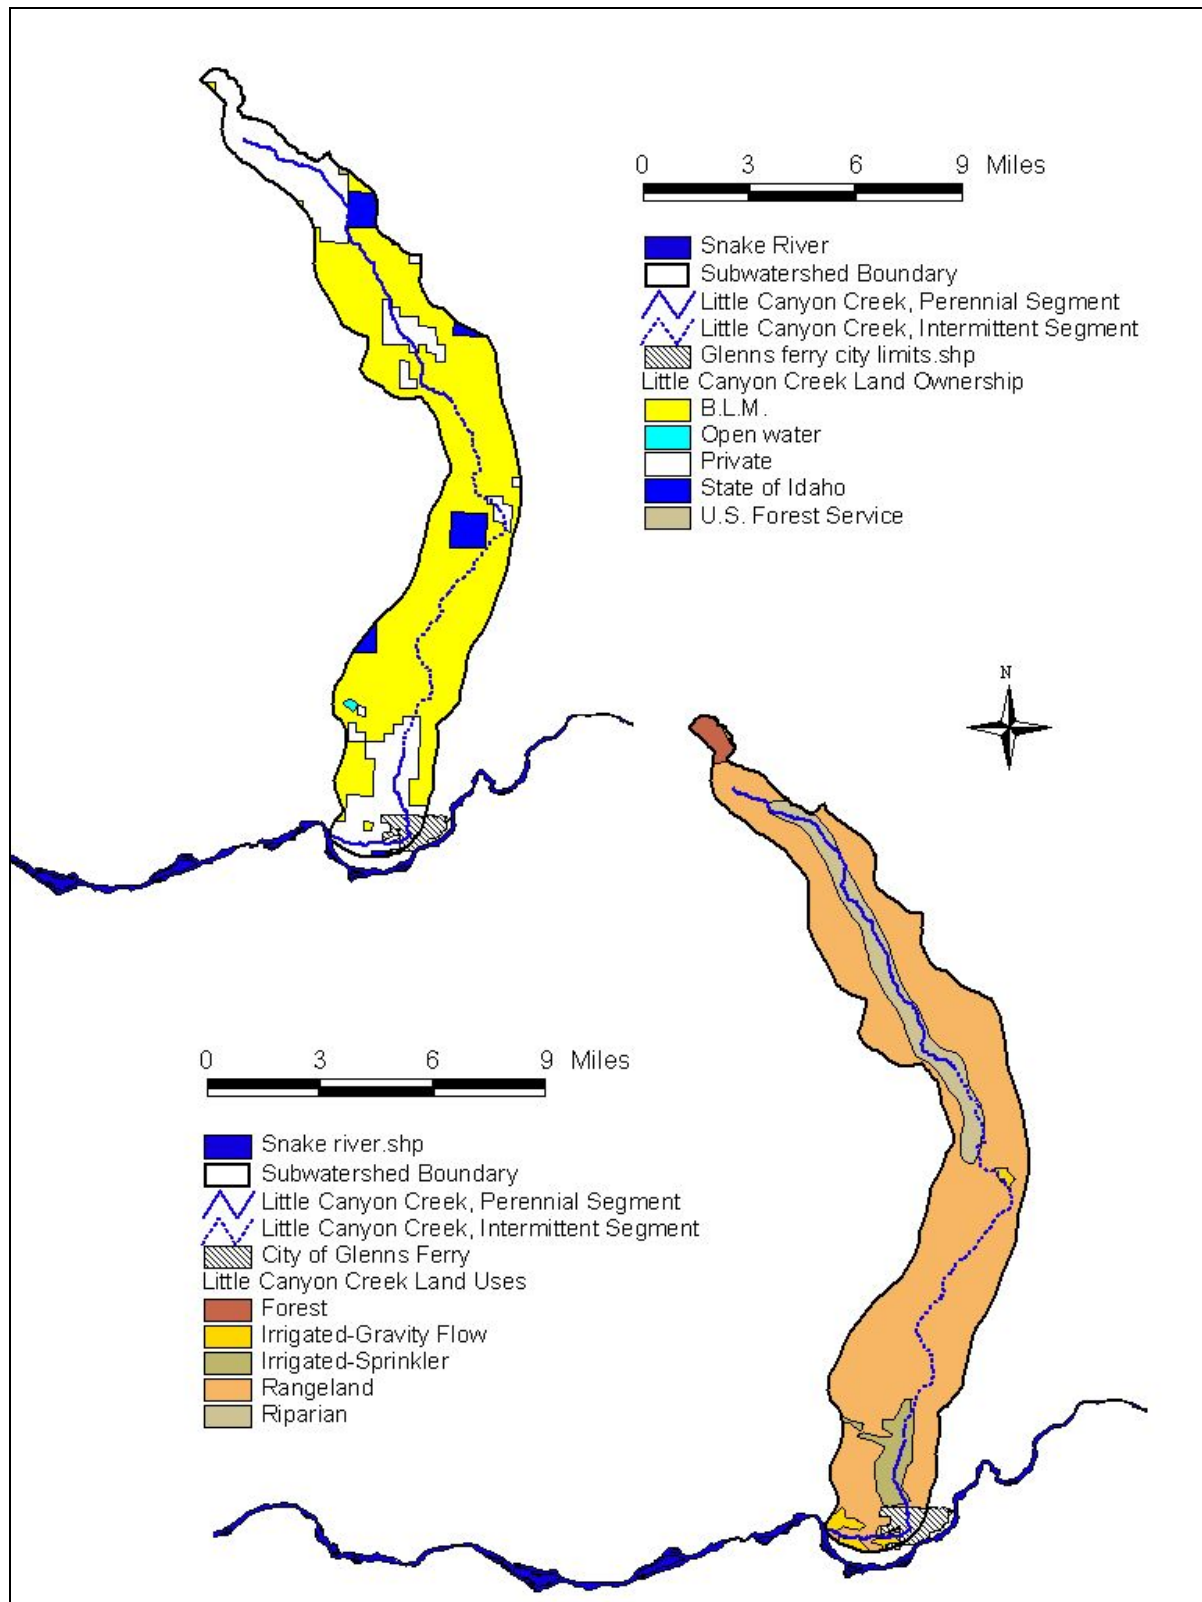 0 3 6 9 Miles
Snake River
Subwatershed Boundary
Little Canyon Creek, Perennial Segment
Little Canyon Creek, Intermittent Segment
Glenns ferry city limits.shp
Little Canyon Creek Land Ownership
B.L.M.
Open water
Private
State of Idaho
U.S. Forest Service
N
0 3 6 9 Miles
Snake river.shp
Subwatershed Boundary
Little Canyon Creek, Perennial Segment
Little Canyon Creek, Intermittent Segment
City of Glenns Ferry
Little Canyon Creek Land Uses
Forest
Irrigated-Gravity Flow
Irrigated-Sprinkler
Rangeland
Riparian